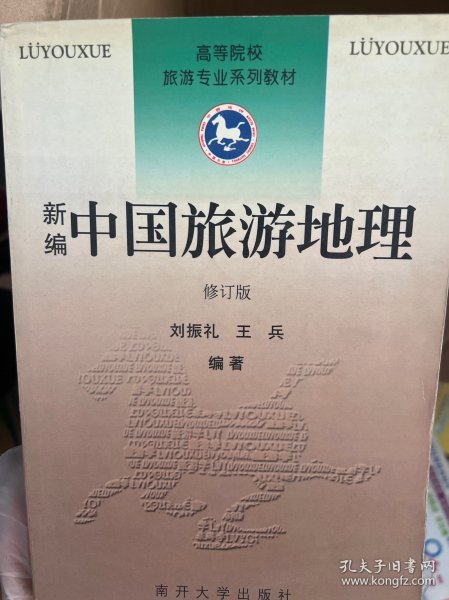 LÜYOUXUE
高等院校
旅游专业系列教材
LÜYOUXUE
新编
中国旅游地理
修订版
刘振礼 王 兵
编著
南开大学出版社
孔夫子旧书网
www.kongfz.com